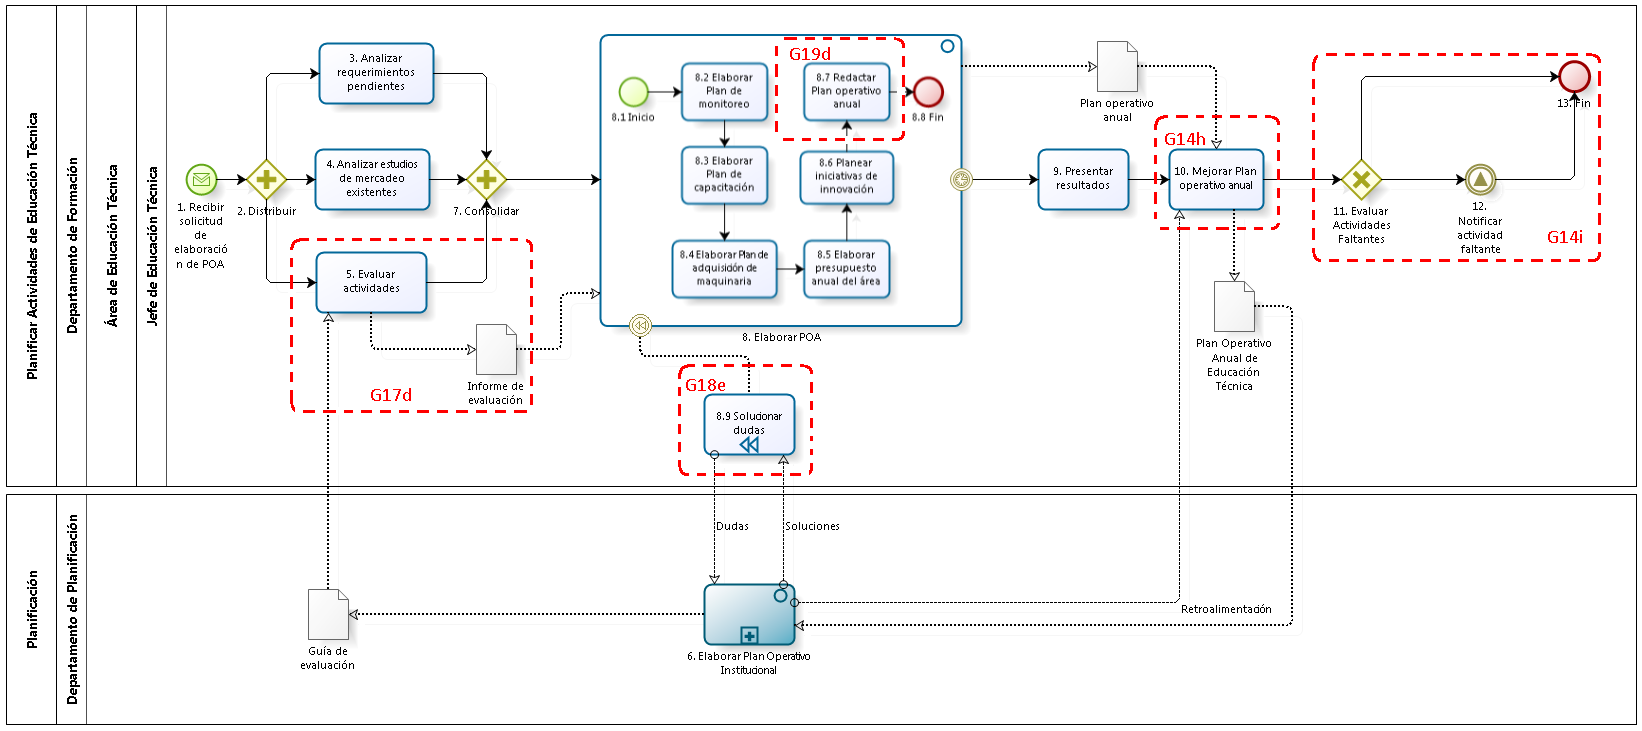 Planificar Actividades de Educación Técnica
Departamento de Formación
Área de Educación Técnica
Jefe de Educación Técnica
1. Recibir
solicitud
de
elaboració
n de POA
2. Distribuir
3. Analizar
requerimientos
pendientes
4. Analizar estudios
de mercadeo
existentes
5. Evaluar
actividades
G17d
Informe de
evaluación
7. Consolidar
8.1 Inicio
8.2 Elaborar
Plan de
monitoreo
8.3 Elaborar
Plan de
capacitación
8.4 Elaborar Plan de
adquisición de
maquinaria
8.5 Elaborar
presupuesto
anual del área
8.6 Planear
iniciativas de
innovación
G19d
8.7 Redactar
Plan operativo
anual
8.8 Fin
8. Elaborar POA
G18e
8.9 Solucionar
dudas
Plan operativo
anual
9. Presentar
resultados
G14h
10. Mejorar Plan
operativo anual
Plan Operativo
Anual de
Educación
Técnica
11. Evaluar
Actividades
Faltantes
12.
Notificar
actividad
faltante
13. Fin
G14i
Planificación
Departamento de Planificación
Dudas
Soluciones
Retroalimentación
Guía de
evaluación
6. Elaborar Plan Operativo
Institucional